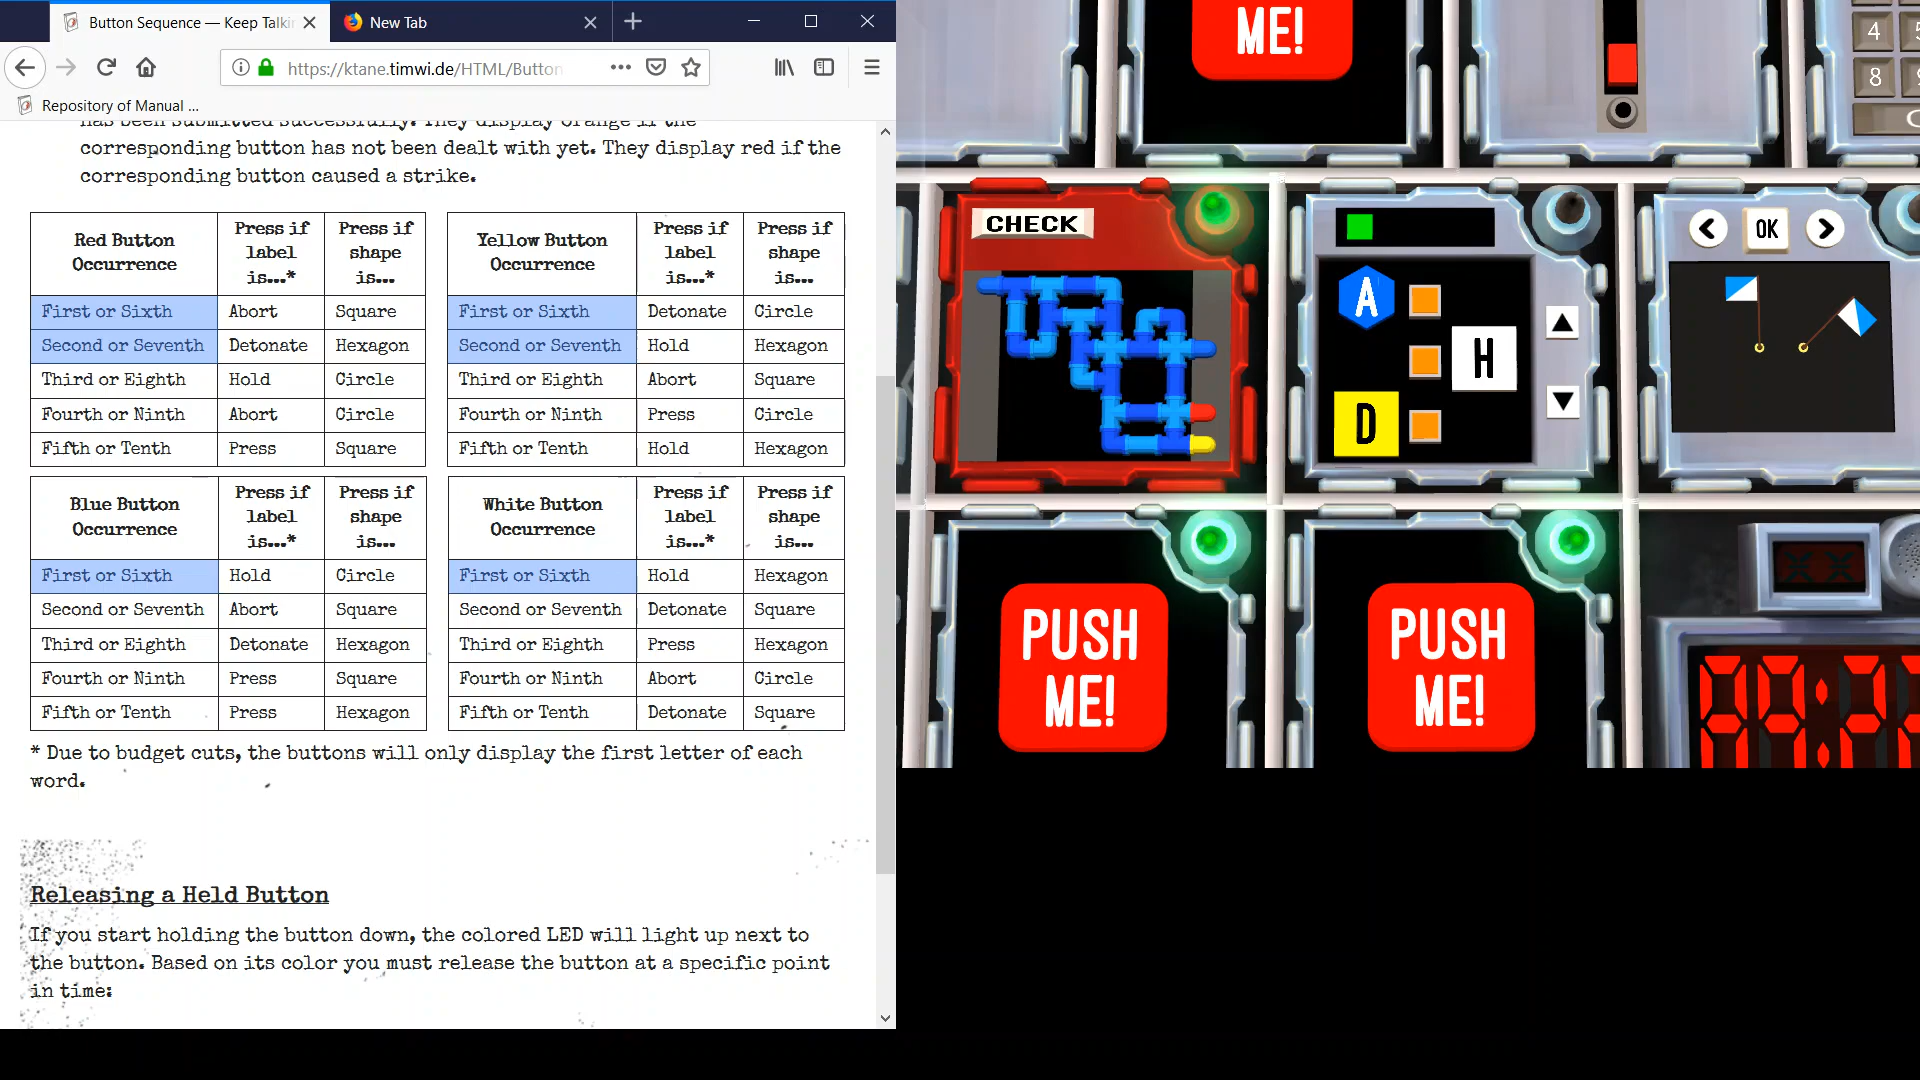 Button Sequence — Keep Talki
New Tab
https://ktane.timwi.de/HTML/Button
Repository of Manual ...
has been submitted successfully. They display orange if the
corresponding button has not been dealt with yet. They display red if the
corresponding button caused a strike.
Red Button Occurrence Press if label is...* Press if shape is...
First or Sixth Abort Square
Second or Seventh Detonate Hexagon
Third or Eighth Hold Circle
Fourth or Ninth Abort Circle
Fifth or Tenth Press Square
Yellow Button Occurrence Press if label is...* Press if shape is...
First or Sixth Detonate Circle
Second or Seventh Hold Hexagon
Third or Eighth Abort Square
Fourth or Ninth Press Circle
Fifth or Tenth Hold Hexagon
Blue Button Occurrence Press if label is...* Press if shape is...
First or Sixth Hold Circle
Second or Seventh Abort Square
Third or Eighth Detonate Hexagon
Fourth or Ninth Press Square
Fifth or Tenth Press Hexagon
White Button Occurrence Press if label is...* Press if shape is...
First or Sixth Hold Hexagon
Second or Seventh Detonate Square
Third or Eighth Press Hexagon
Fourth or Ninth Abort Circle
Fifth or Tenth Detonate Square
* Due to budget cuts, the buttons will only display the first letter of each
word.
Releasing a Held Button
If you start holding the button down, the colored LED will light up next to
the button. Based on its color you must release the button at a specific point
in time:
ME!
4
8
CHECK
A
H
D
OK
PUSH
ME!
PUSH
ME!